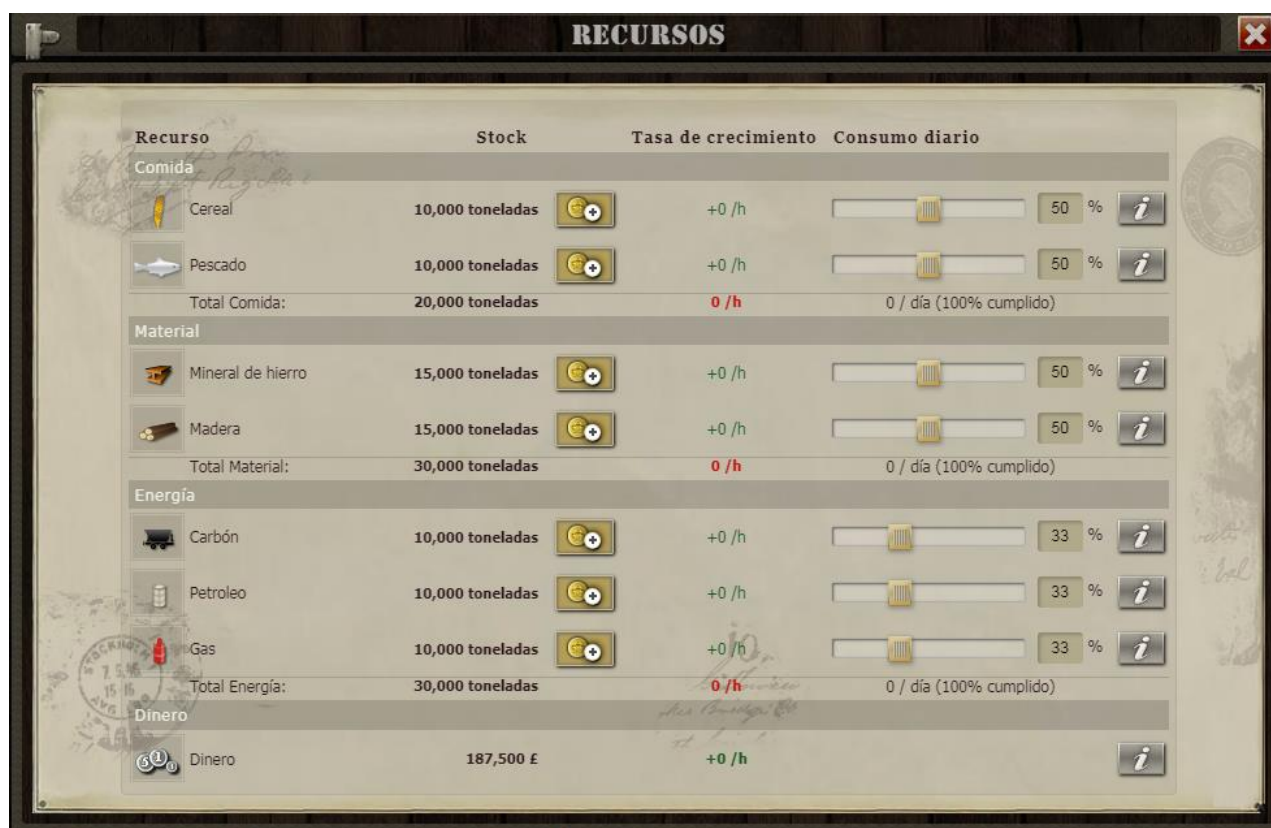 RECURSOS
Recurso Stock Tasa de crecimiento Consumo diario
Comida
Cereal 10,000 toneladas +0 /h 50 %
Pescado 10,000 toneladas +0 /h 50 %
Total Comida: 20,000 toneladas 0 /h 0 / día (100% cumplido)
Material
Mineral de hierro 15,000 toneladas +0 /h 50 %
Madera 15,000 toneladas +0 /h 50 %
Total Material: 30,000 toneladas 0 /h 0 / día (100% cumplido)
Energía
Carbón 10,000 toneladas +0 /h 33 %
Petroleo 10,000 toneladas +0 /h 33 %
Gas 10,000 toneladas +0 /h 33 %
Total Energía: 30,000 toneladas 0 /h 0 / día (100% cumplido)
Dinero
Dinero 187,500 £ +0 /h